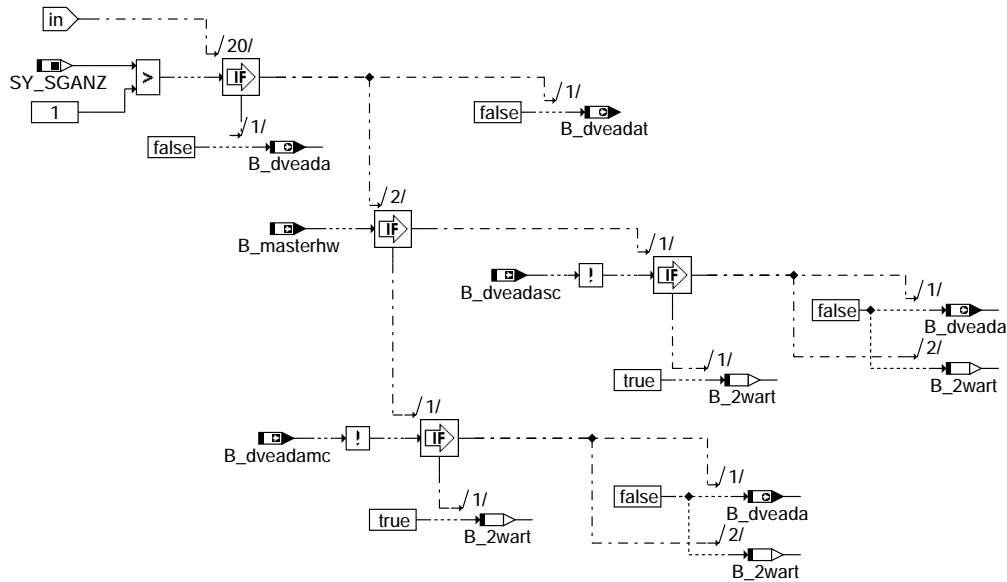 in
/20/
SY_SGANZ
>
IF
1
/1/
false
B_dveada
/1/
false
B_dveadat
/2/
IF
B_masterhw
/1/
B_dveadasc
!
IF
/1/
false
B_dveada
/2/
B_2wart
/1/
true
B_2wart
/1/
B_dveadamc
!
IF
/1/
false
B_dveada
/2/
B_2wart
/1/
true
B_2wart